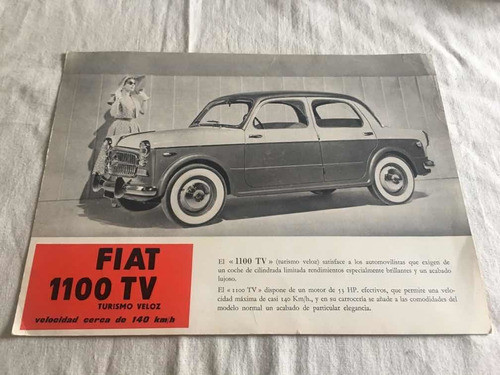 FIAT
1100 TV
TURISMO VELOZ
velocidad cerca de 140 km/h
El « 1100 TV » (turismo veloz) satisface a los automovilistas que exigen de
un coche de cilindrada limitada rendimientos especialmente brillantes y un acabado
lujoso.
El « 1100 TV » dispone de un motor de 53 HP. efectivos, que permite una velo-
cidad máxima de casi 140 Km/h., y en su carrocería se añade a las comodidades del
modelo normal un acabado de particular elegancia.